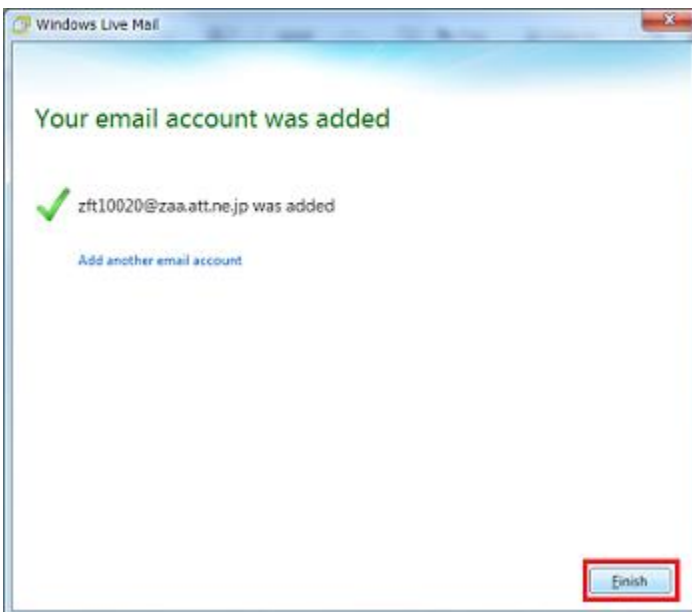 Windows Live Mail
Your email account was added
zft10020@zaa.att.ne.jp was added
Add another email account
Finish